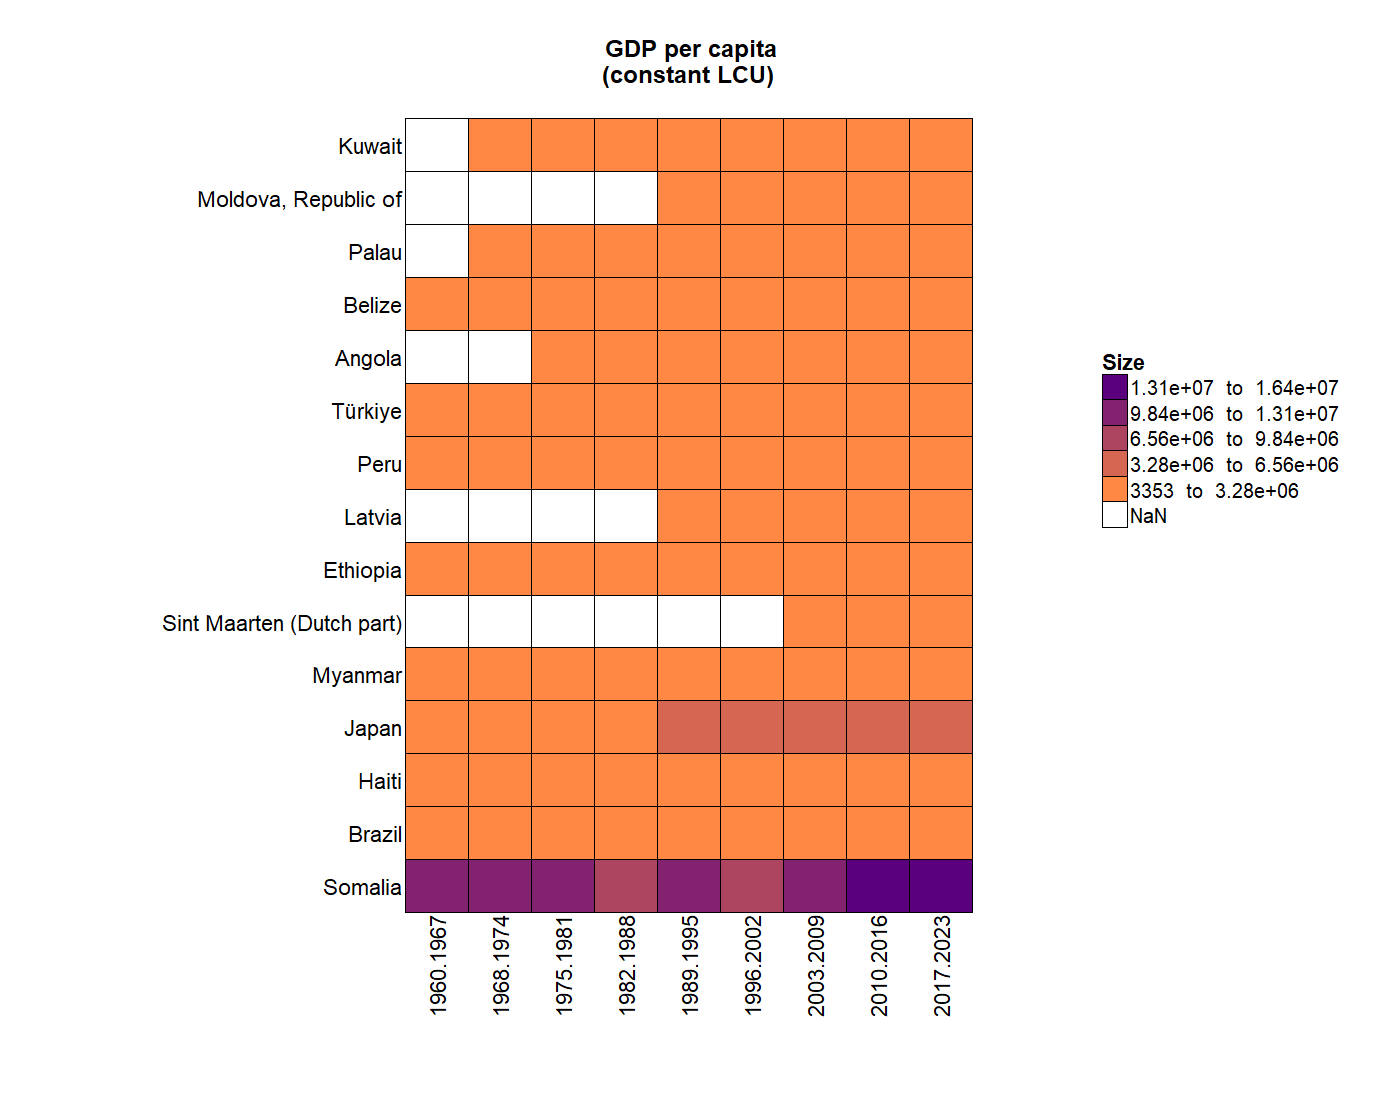 GDP per capita
(constant LCU)
Kuwait
Moldova, Republic of
Palau
Belize
Angola
Türkiye
Peru
Latvia
Ethiopia
Sint Maarten (Dutch part)
Myanmar
Japan
Haiti
Brazil
Somalia
1960.1967
1968.1974
1975.1981
1982.1988
1989.1995
1996.2002
2003.2009
2010.2016
2017.2023
Size
1.31e+07 to 1.64e+07
9.84e+06 to 1.31e+07
6.56e+06 to 9.84e+06
3.28e+06 to 6.56e+06
3353 to 3.28e+06
NaN